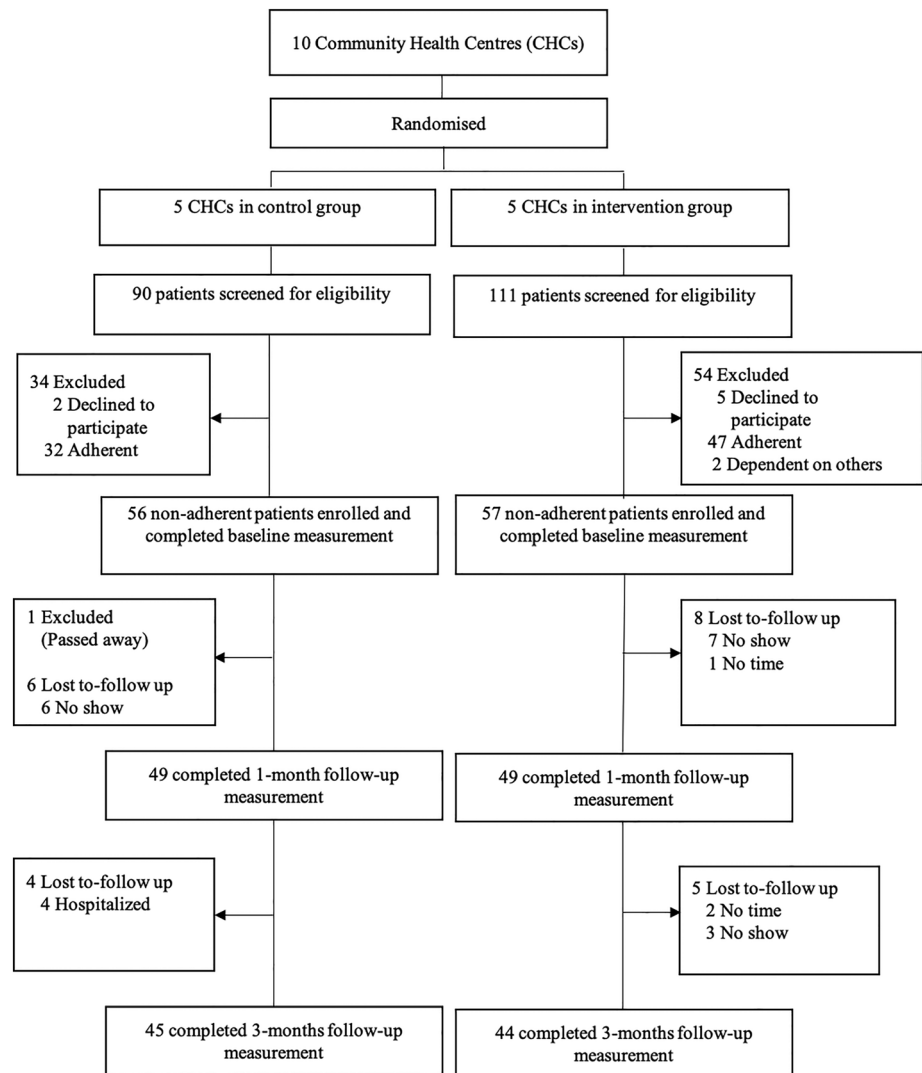 10 Community Health Centres (CHCs)
Randomised
5 CHCs in control group
5 CHCs in intervention group
90 patients screened for eligibility
111 patients screened for eligibility
34 Excluded
2 Declined to
participate
32 Adherent
54 Excluded
5 Declined to
participate
47 Adherent
2 Dependent on others
56 non-adherent patients enrolled and
completed baseline measurement
57 non-adherent patients enrolled and
completed baseline measurement
1 Excluded
(Passed away)
6 Lost to-follow up
6 No show
8 Lost to-follow up
7 No show
1 No time
49 completed 1-month follow-up
measurement
49 completed 1-month follow-up
measurement
4 Lost to-follow up
4 Hospitalized
5 Lost to-follow up
2 No time
3 No show
45 completed 3-months follow-up
measurement
44 completed 3-months follow-up
measurement